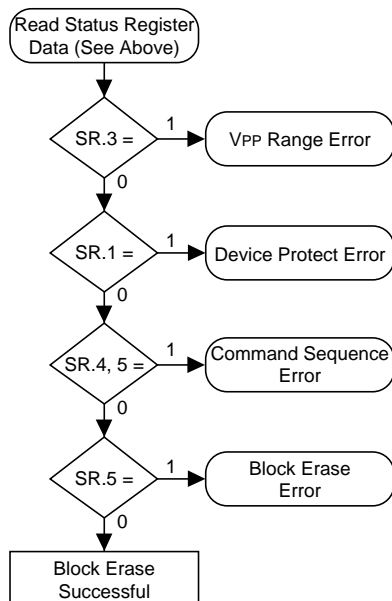 Read Status Register
Data (See Above)
SR.3 =
1
VPP Range Error
0
SR.1 =
1
Device Protect Error
0
SR.4, 5 =
1
Command Sequence
Error
0
SR.5 =
1
Block Erase
Error
0
Block Erase
Successful